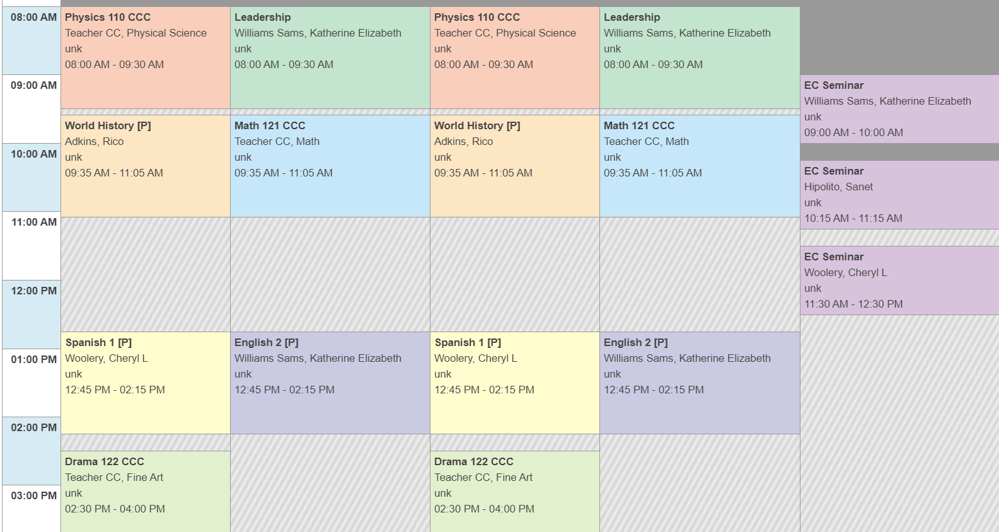 08:00 AM
09:00 AM
10:00 AM
11:00 AM
12:00 PM
01:00 PM
02:00 PM
03:00 PM
Physics 110 CCC
Teacher CC, Physical Science
unk
08:00 AM - 09:30 AM
World History [P]
Adkins, Rico
unk
09:35 AM - 11:05 AM
Spanish 1 [P]
Woolery, Cheryl L
unk
12:45 PM - 02:15 PM
Drama 122 CCC
Teacher CC, Fine Art
unk
02:30 PM - 04:00 PM
Leadership
Williams Sams, Katherine Elizabeth
unk
08:00 AM - 09:30 AM
Math 121 CCC
Teacher CC, Math
unk
09:35 AM - 11:05 AM
English 2 [P]
Williams Sams, Katherine Elizabeth
unk
12:45 PM - 02:15 PM
Physics 110 CCC
Teacher CC, Physical Science
unk
08:00 AM - 09:30 AM
World History [P]
Adkins, Rico
unk
09:35 AM - 11:05 AM
Spanish 1 [P]
Woolery, Cheryl L
unk
12:45 PM - 02:15 PM
Drama 122 CCC
Teacher CC, Fine Art
unk
02:30 PM - 04:00 PM
Leadership
Williams Sams, Katherine Elizabeth
unk
08:00 AM - 09:30 AM
Math 121 CCC
Teacher CC, Math
unk
09:35 AM - 11:05 AM
English 2 [P]
Williams Sams, Katherine Elizabeth
unk
12:45 PM - 02:15 PM
EC Seminar
Williams Sams, Katherine Elizabeth
unk
09:00 AM - 10:00 AM
EC Seminar
Hipolito, Sanet
unk
10:15 AM - 11:15 AM
EC Seminar
Woolery, Cheryl L
unk
11:30 AM - 12:30 PM